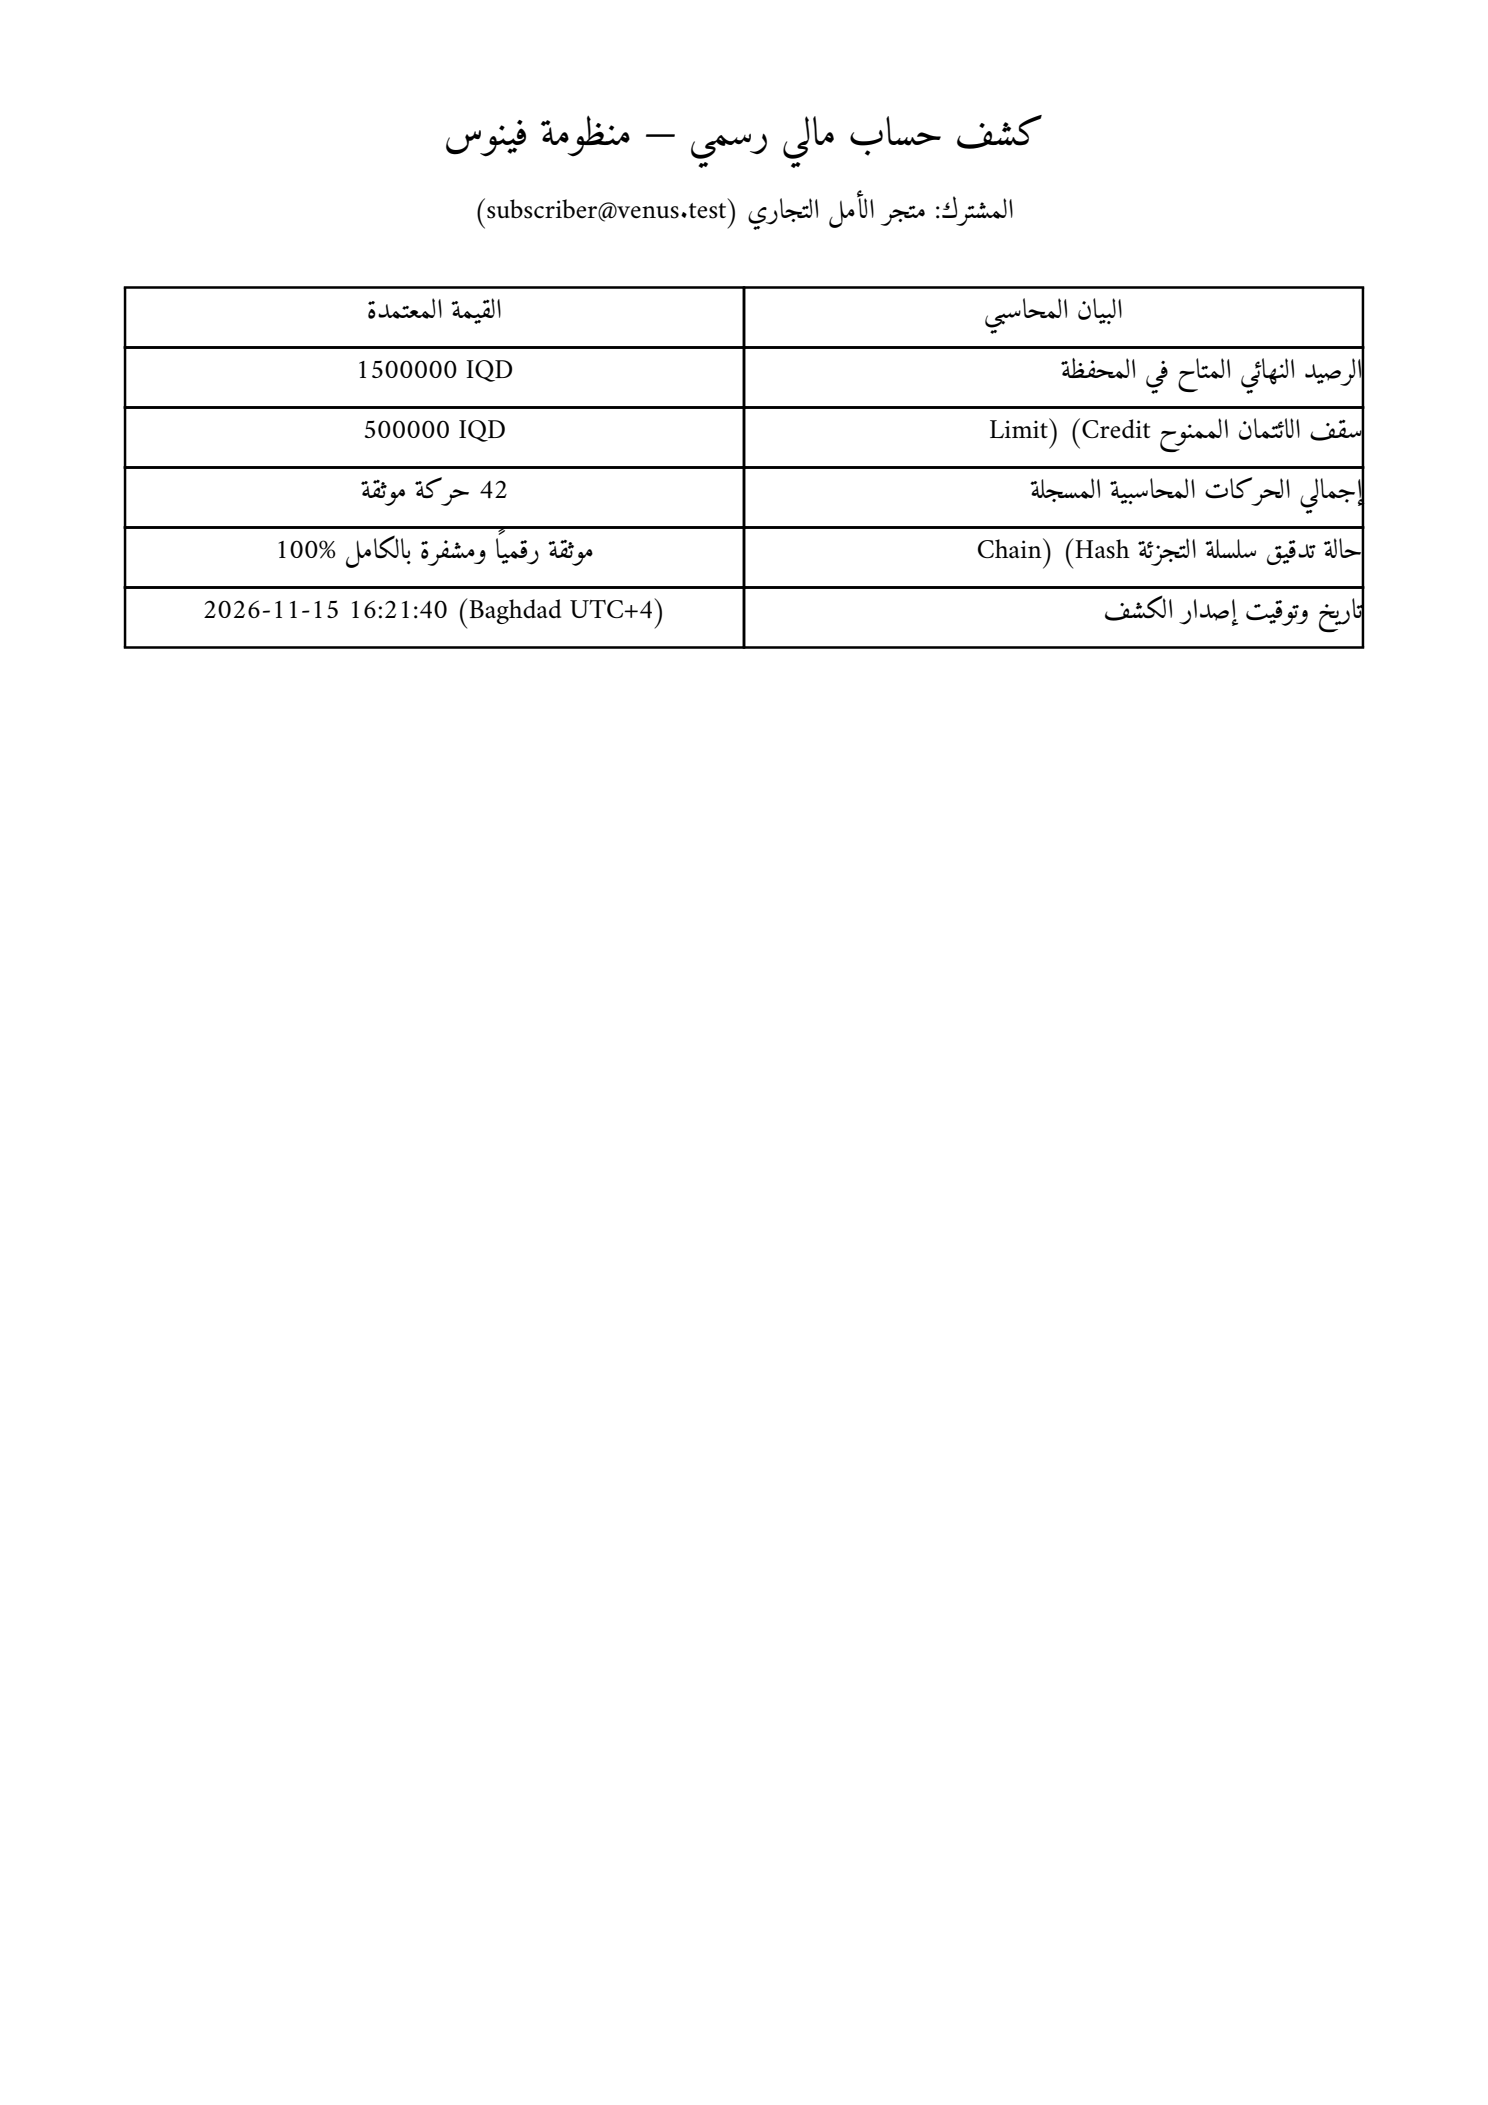 كشف حساب مالي رسمي — منظومة فينوس
المشترك: متجر الأمل التجاري (subscriber@venus.test)
البيان المحاسبي	القيمة المعتمدة
الرصيد النهائي المتاح في المحفظة	1500000 IQD
سقف الائتمان الممنوح Credit) (Limit	500000 IQD
إجمالي الحركات المحاسبية المسجلة	42 حركة موثقة
حالة تدقيق سلسلة التجزئة Hash) (Chain	موثقة رقمياً ومشفرة بالكامل 100%
تاريخ وتوقيت إصدار الكشف	2026-11-15 16:21:40 (Baghdad UTC+4)